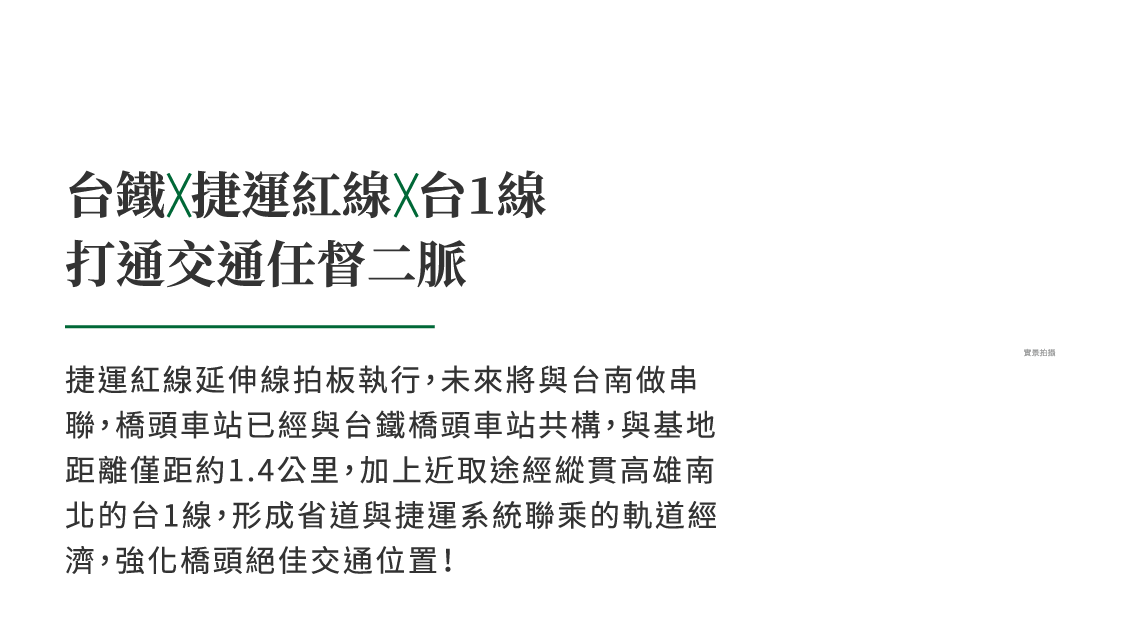 台鐵╳捷運紅線╳台1線
打通交通任督二脈
實景拍攝
捷運紅線延伸線拍板執行，未來將與台南做串
聯，橋頭車站已經與台鐵橋頭車站共構，與基地
距離僅距約1.4公里，加上近取途經縱貫高雄南
北的台1線，形成省道與捷運系統聯乘的軌道經
濟，強化橋頭絕佳交通位置！